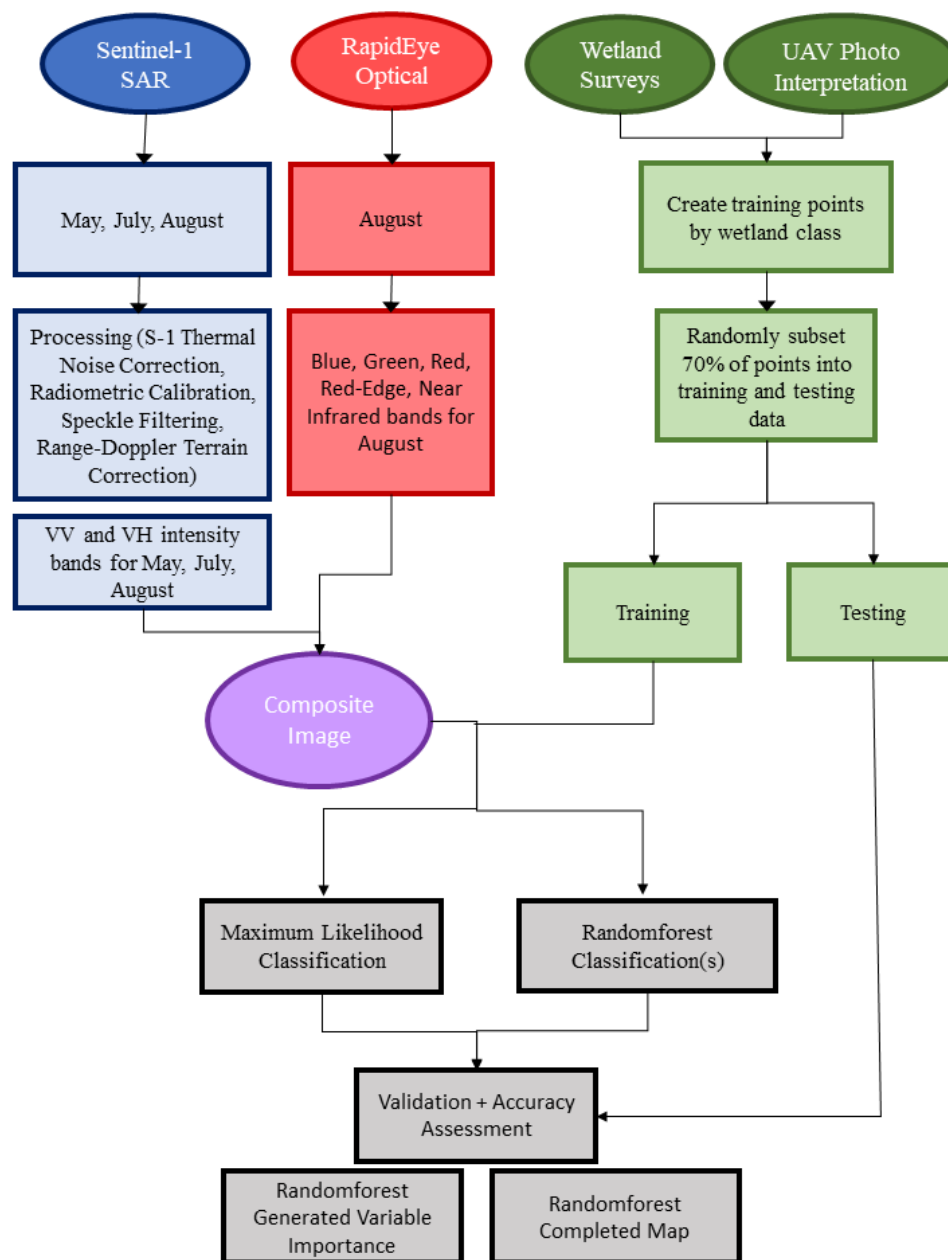 Sentinel-1
SAR
RapidEye
Optical
Wetland
Surveys
UAV Photo
Interpretation
May, July, August
August
Create training points
by wetland class
Processing (S-1 Thermal
Noise Correction,
Radiometric Calibration,
Speckle Filtering,
Range-Doppler Terrain
Correction)
Blue, Green, Red,
Red-Edge, Near
Infrared bands for
August
Randomly subset
70% of points into
training and testing
data
VV and VH intensity
bands for May, July,
August
Training
Testing
Composite
Image
Maximum Likelihood
Classification
Randomforest
Classification(s)
Validation + Accuracy
Assessment
Randomforest
Generated Variable
Importance
Randomforest
Completed Map